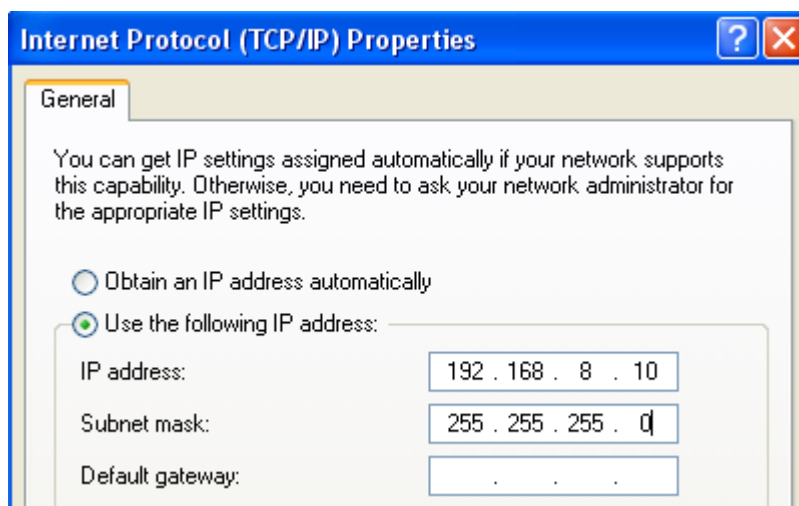 Internet Protocol (TCP/IP) Properties
General
You can get IP settings assigned automatically if your network supports
this capability. Otherwise, you need to ask your network administrator for
the appropriate IP settings.
Obtain an IP address automatically
Use the following IP address:
IP address: 192 . 168 . 8 . 10
Subnet mask: 255 . 255 . 255 . 0
Default gateway: . . .